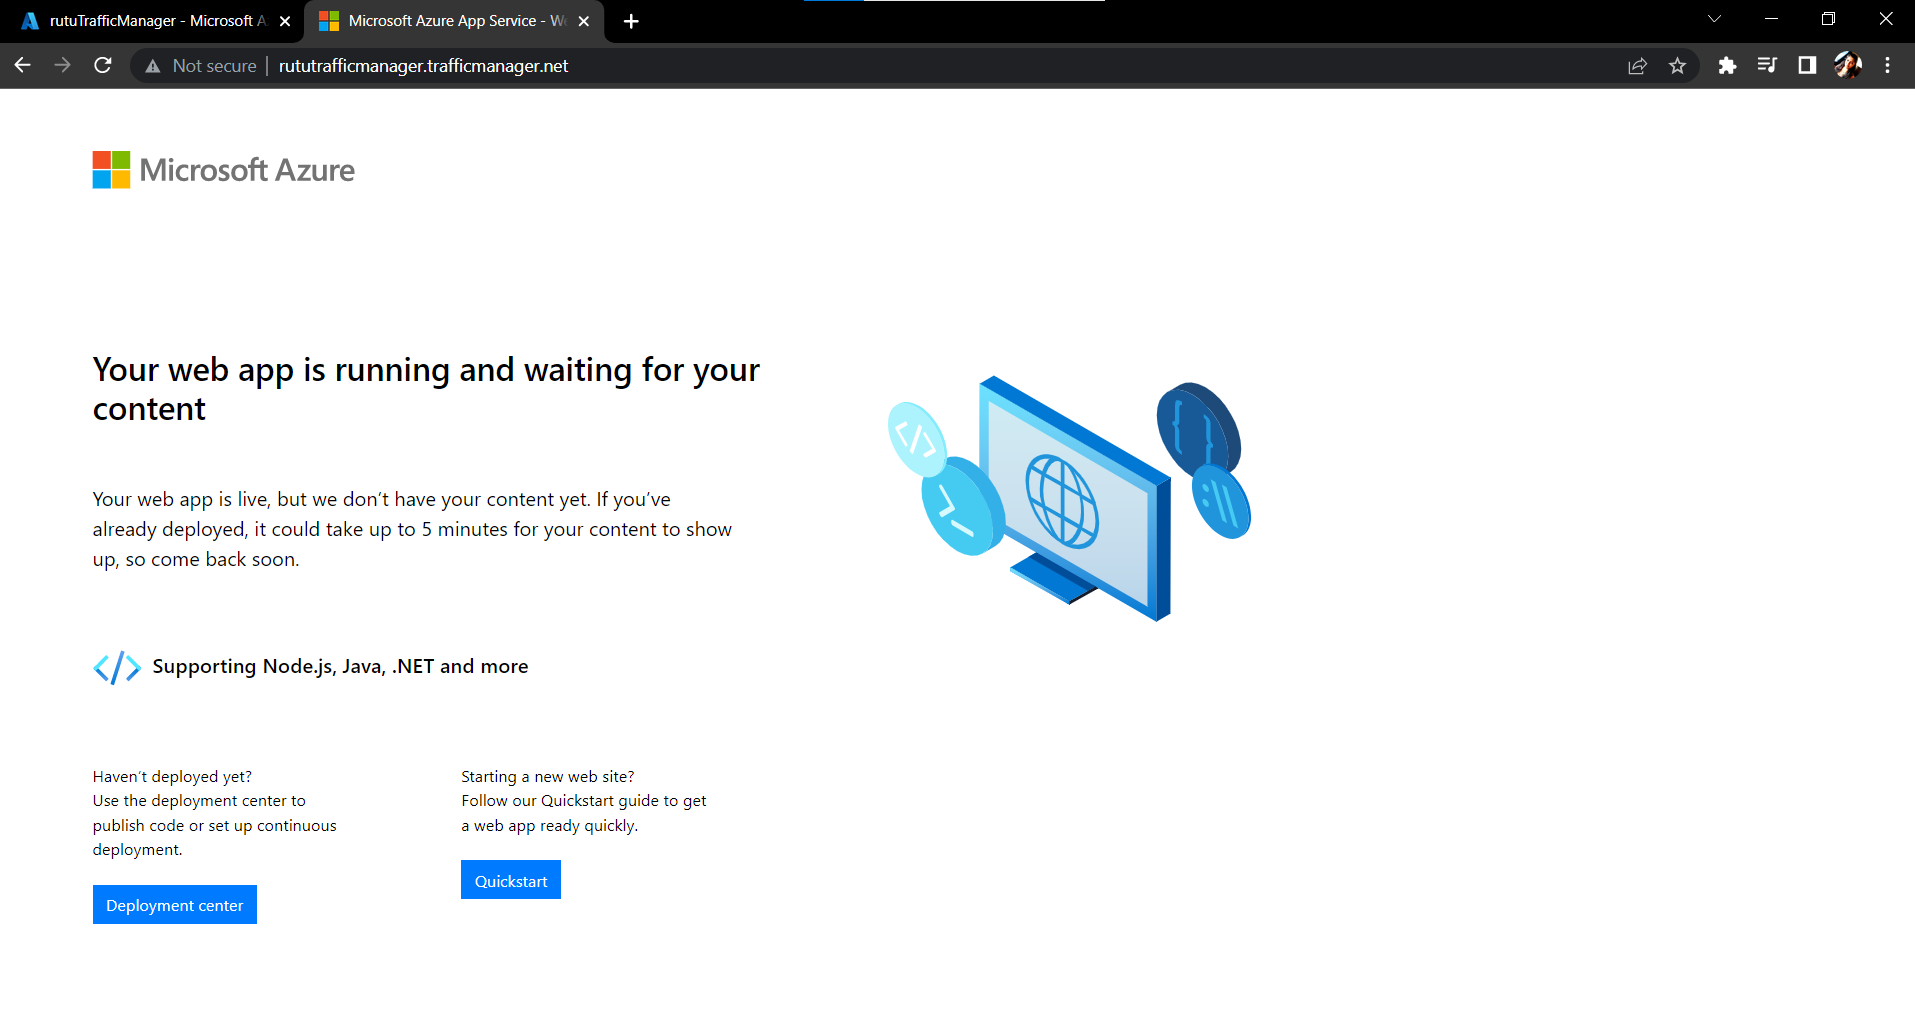 rutuTrafficManager - Microsoft A
Microsoft Azure App Service - We
Not secure
rututrafficmanager.trafficmanager.net
Microsoft Azure
Your web app is running and waiting for your
content
Your web app is live, but we don’t have your content yet. If you’ve
already deployed, it could take up to 5 minutes for your content to show
up, so come back soon.
Supporting Node.js, Java, .NET and more
Haven’t deployed yet?
Use the deployment center to
publish code or set up continuous
deployment.
Deployment center
Starting a new web site?
Follow our Quickstart guide to get
a web app ready quickly.
Quickstart